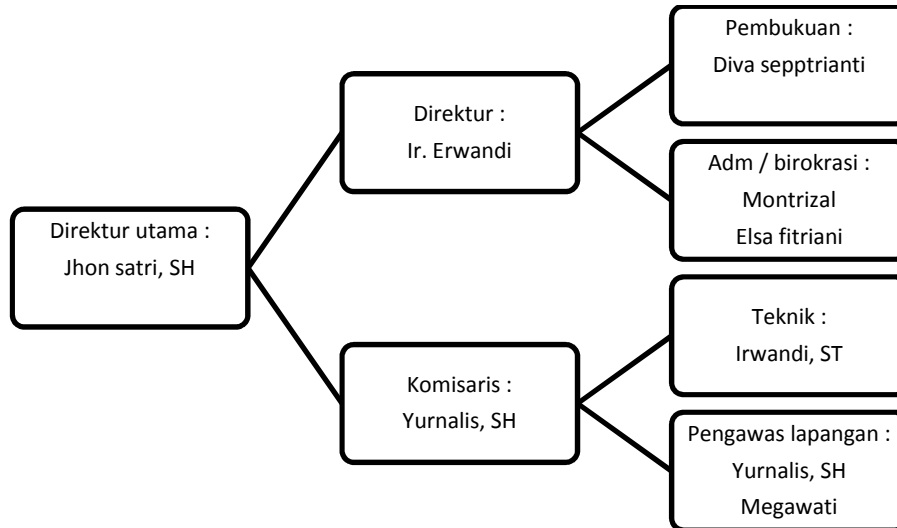 Direktur utama :
Jhon satri, SH
Direktur :
Ir. Erwandi
Pembukuan :
Diva sepptrianti
Adm / birokrasi :
Montrizal
Elsa fitriani
Komisaris :
Yurnalis, SH
Teknik :
Irwandi, ST
Pengawas lapangan :
Yurnalis, SH
Megawati